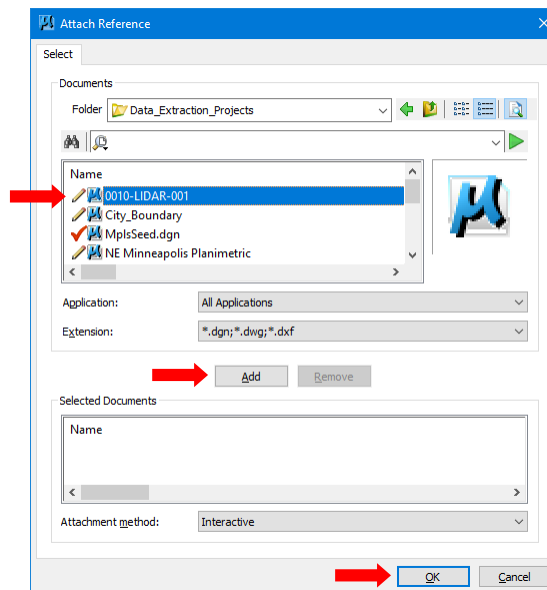 Attach Reference
Select
Documents
Folder Data_Extraction_Projects
Name
0010-LIDAR-001
City_Boundary
MplsSeed.dgn
NE Minneapolis Planimetric
Application: All Applications
Extension: *.dgn;*.dwg;*.dxf
Add Remove
Selected Documents
Name
Attachment method: Interactive
OK Cancel